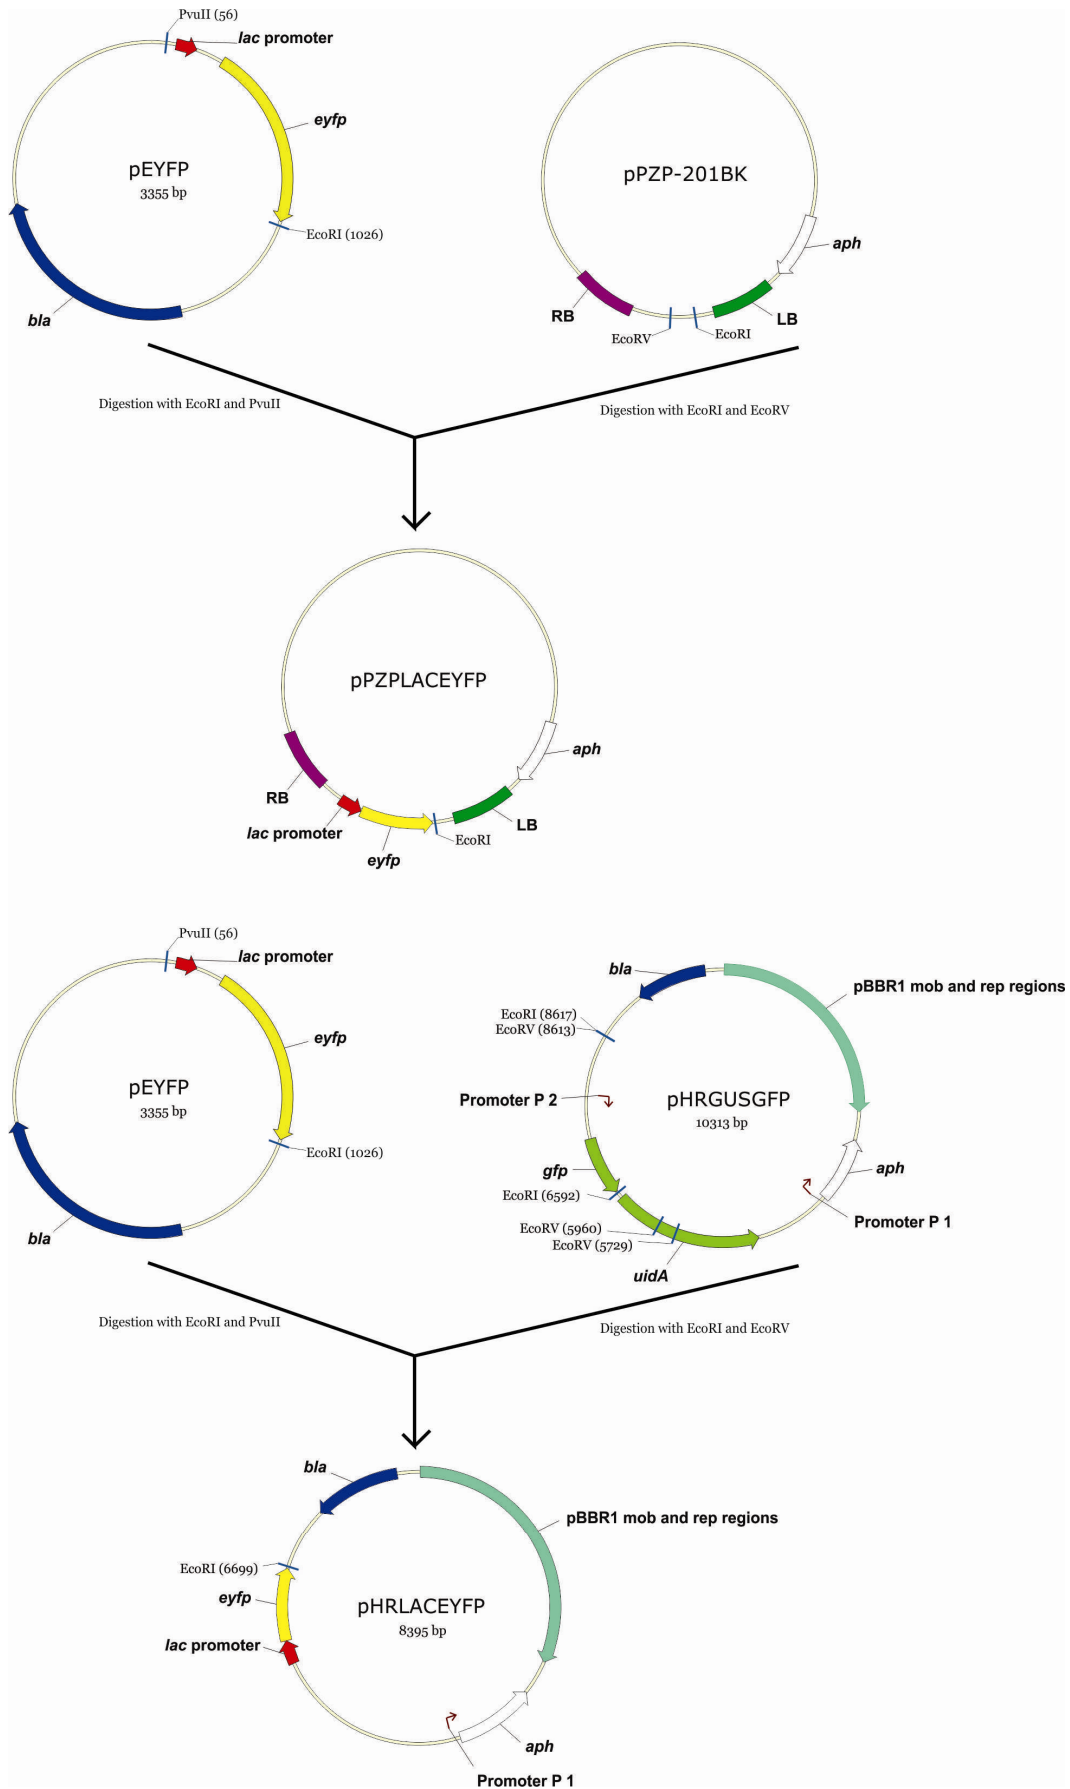 PvuII (56)
lac promoter
eyfp
pEYFP
3355 bp
EcoRI (1026)
bla
pPZP-201BK
aph
RB
LB
EcoRV
EcoRI
Digestion with EcoRI and PvuII
Digestion with EcoRI and EcoRV
pPZPLACEYFP
aph
RB
lac promoter
LB
EcoRI
eyfp
PvuII (56)
lac promoter
eyfp
pEYFP
3355 bp
EcoRI (1026)
bla
bla
pBBR1 mob and rep regions
EcoRI (8617)
EcoRV (8613)
Promoter P 2
pHRGUSGFP
10313 bp
gfp
aph
EcoRI (6592)
Promoter P 1
EcoRV (5960)
EcoRV (5729)
uidA
Digestion with EcoRI and PvuII
Digestion with EcoRI and EcoRV
bla
pBBR1 mob and rep regions
EcoRI (6699)
eyfp
pHRLACEYFP
8395 bp
lac promoter
aph
Promoter P 1